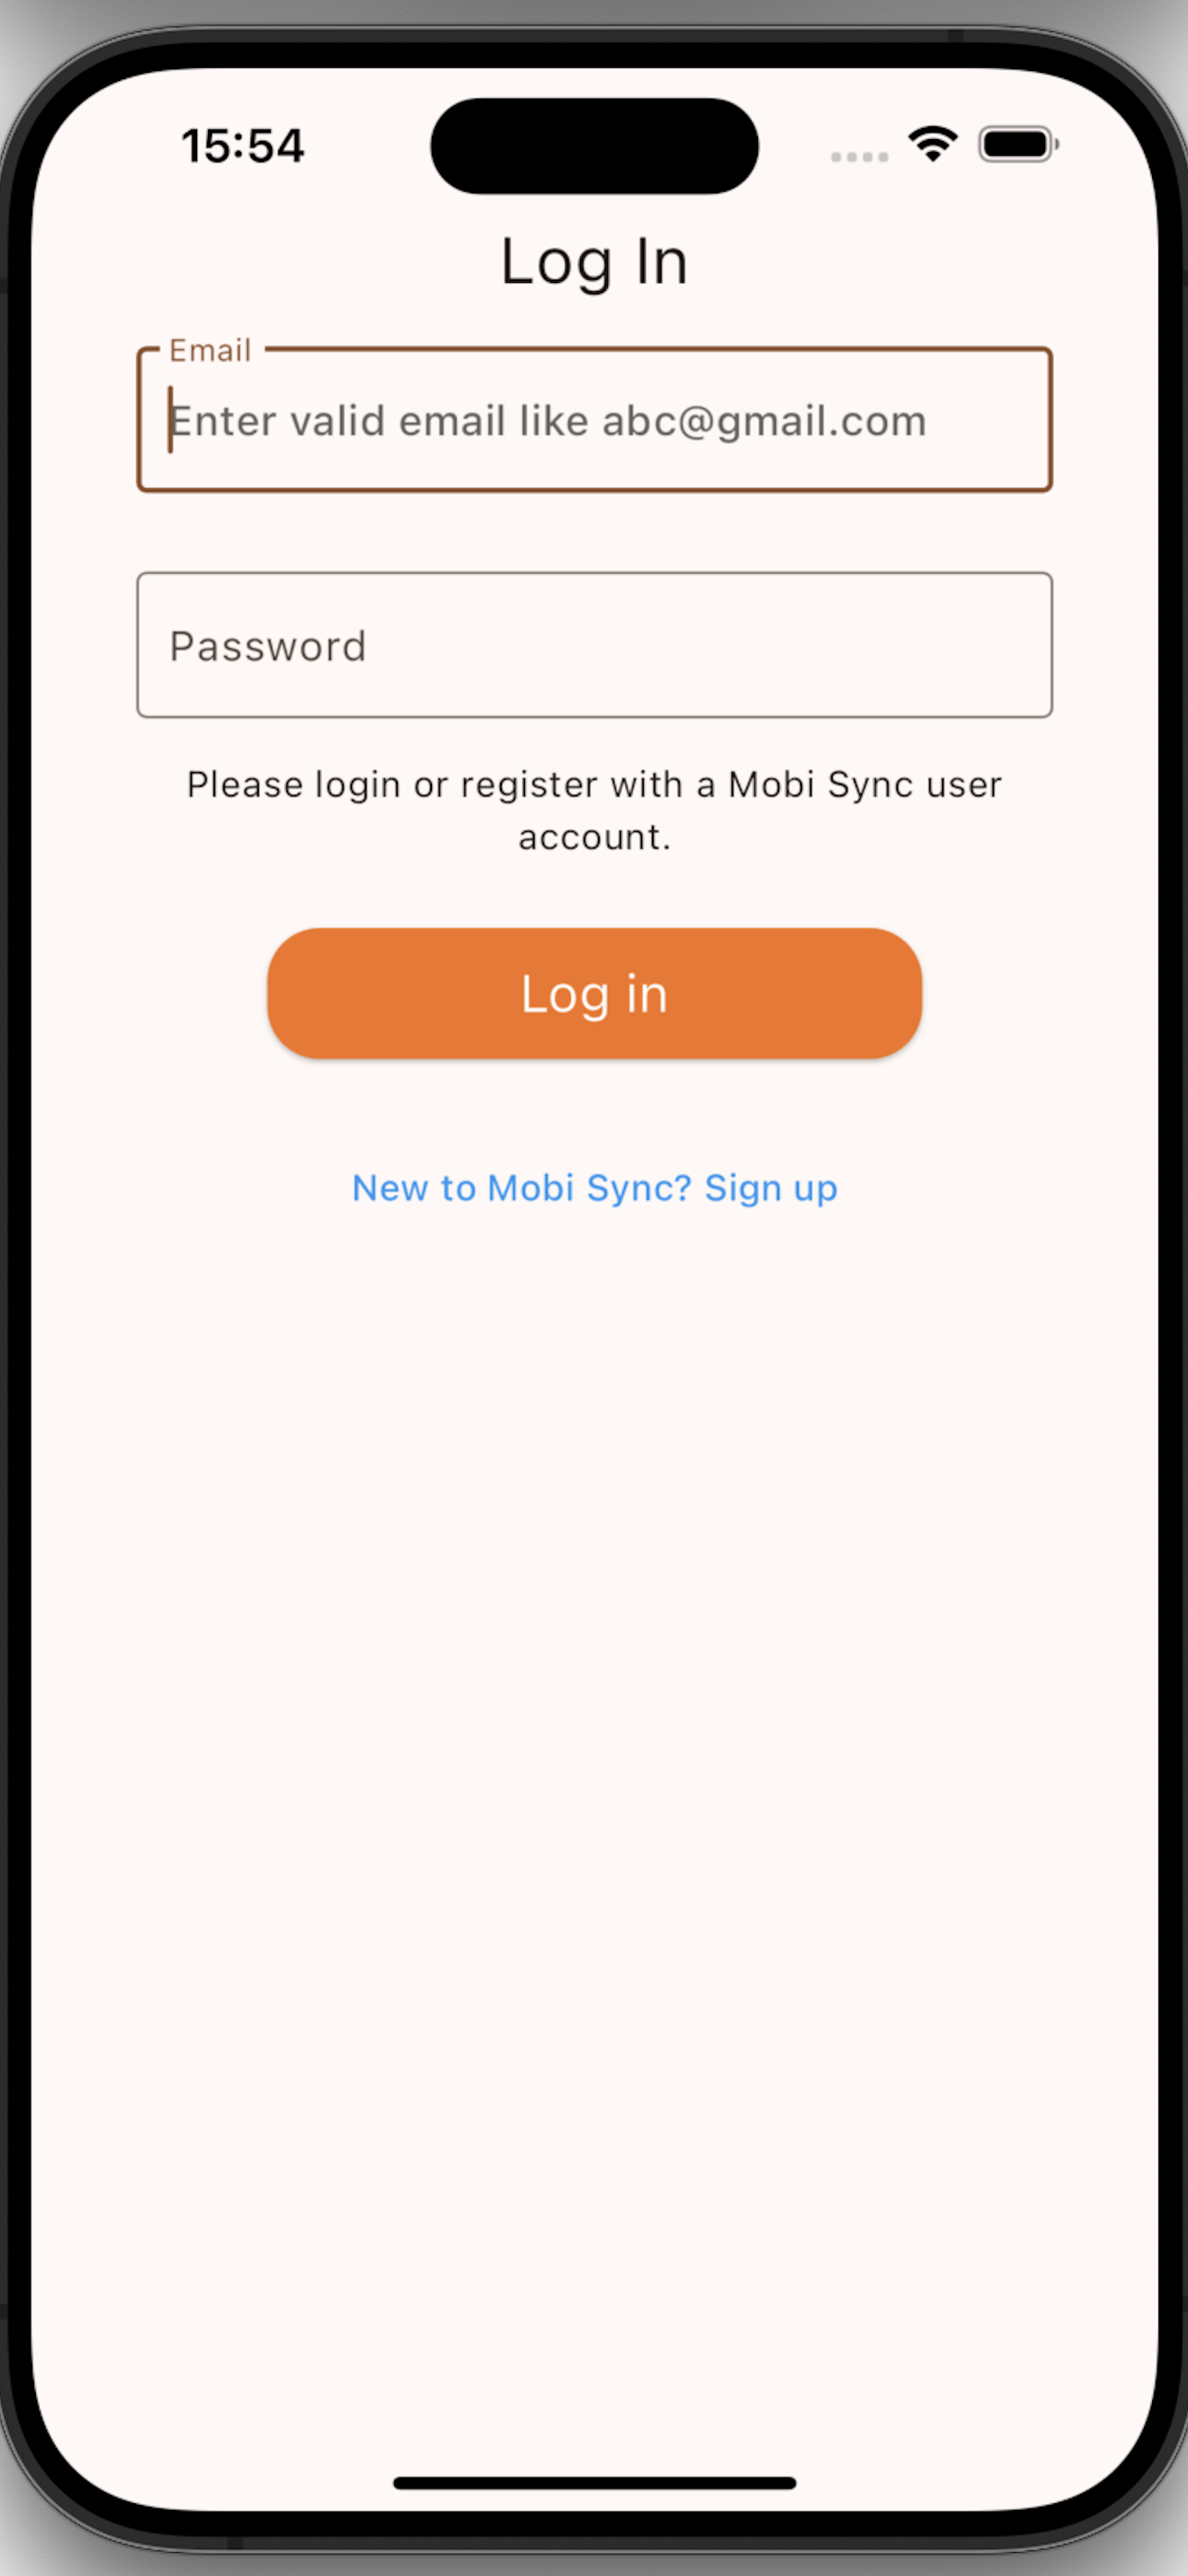 15:54
Log In
Email
Enter valid email like abc@gmail.com
Password
Please login or register with a Mobi Sync user
account.
Log in
New to Mobi Sync? Sign up